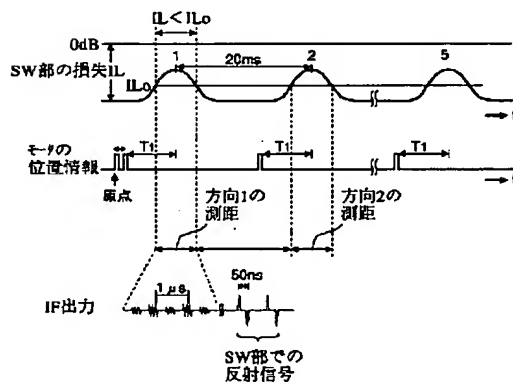 IL<ILo
0dB
1
2
5
20ms
SW部の損失IL
ILo
t
モータの
位置情報
T1
T1
T1
t
原点
方向1の
測距
方向2の
測距
1μs
50ns
IF出力
SW部での
反射信号